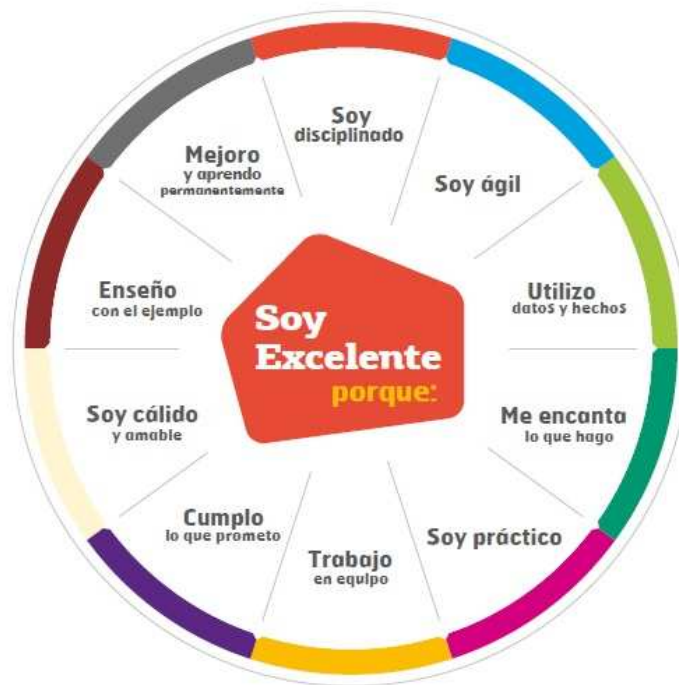 Soy
Excelente
porque:
Soy
disciplinado
Soy ágil
Utilizo
datos y hechos
Me encanta
lo que hago
Soy práctico
Trabajo
en equipo
Cumplo
lo que prometo
Soy cálido
y amable
Enseño
con el ejemplo
Mejoro
y aprendo
permanentemente